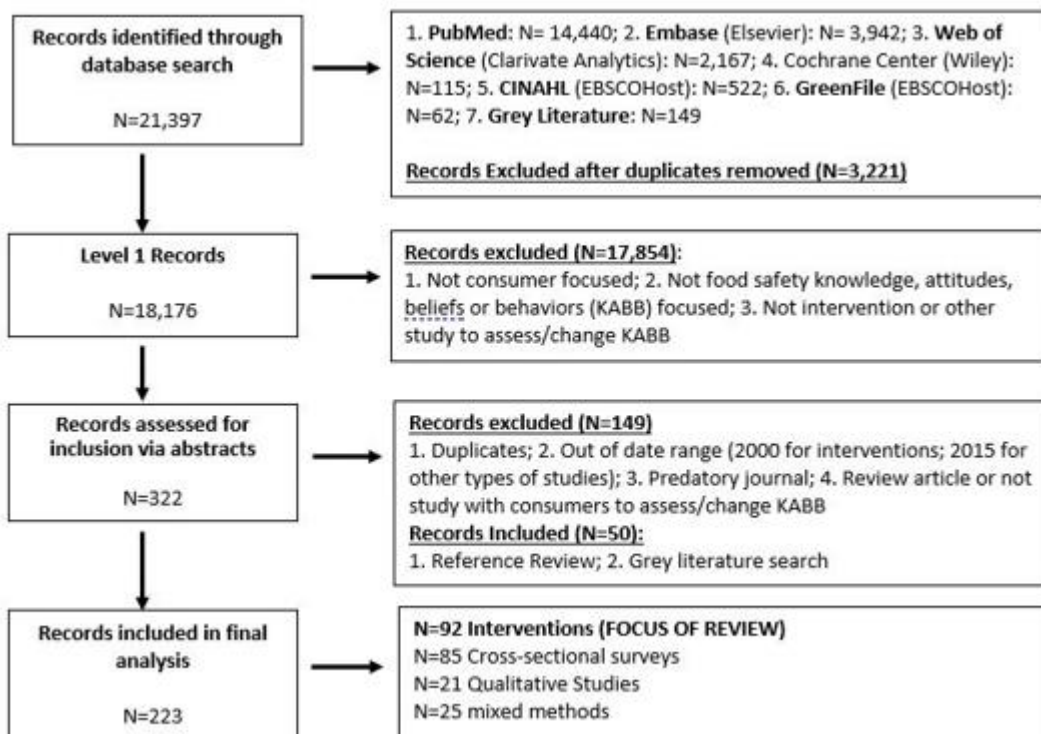 Records identified through
database search
N=21,397
1. PubMed: N= 14,440; 2. Embase (Elsevier): N= 3,942; 3. Web of
Science (Clarivate Analytics): N=2,167; 4. Cochrane Center (Wiley):
N=115; 5. CINAHL (EBSCOHost): N=522; 6. GreenFile (EBSCOHost):
N=62; 7. Grey Literature: N=149
Records Excluded after duplicates removed (N=3,221)
Level 1 Records
N=18,176
Records excluded (N=17,854):
1. Not consumer focused; 2. Not food safety knowledge, attitudes,
beliefs or behaviors (KABB) focused; 3. Not intervention or other
study to assess/change KABB
Records assessed for
inclusion via abstracts
N=322
Records excluded (N=149)
1. Duplicates; 2. Out of date range (2000 for interventions; 2015 for
other types of studies); 3. Predatory journal; 4. Review article or not
study with consumers to assess/change KABB
Records Included (N=50):
1. Reference Review; 2. Grey literature search
Records included in final
analysis
N=223
N=92 Interventions (FOCUS OF REVIEW)
N=85 Cross-sectional surveys
N=21 Qualitative Studies
N=25 mixed methods